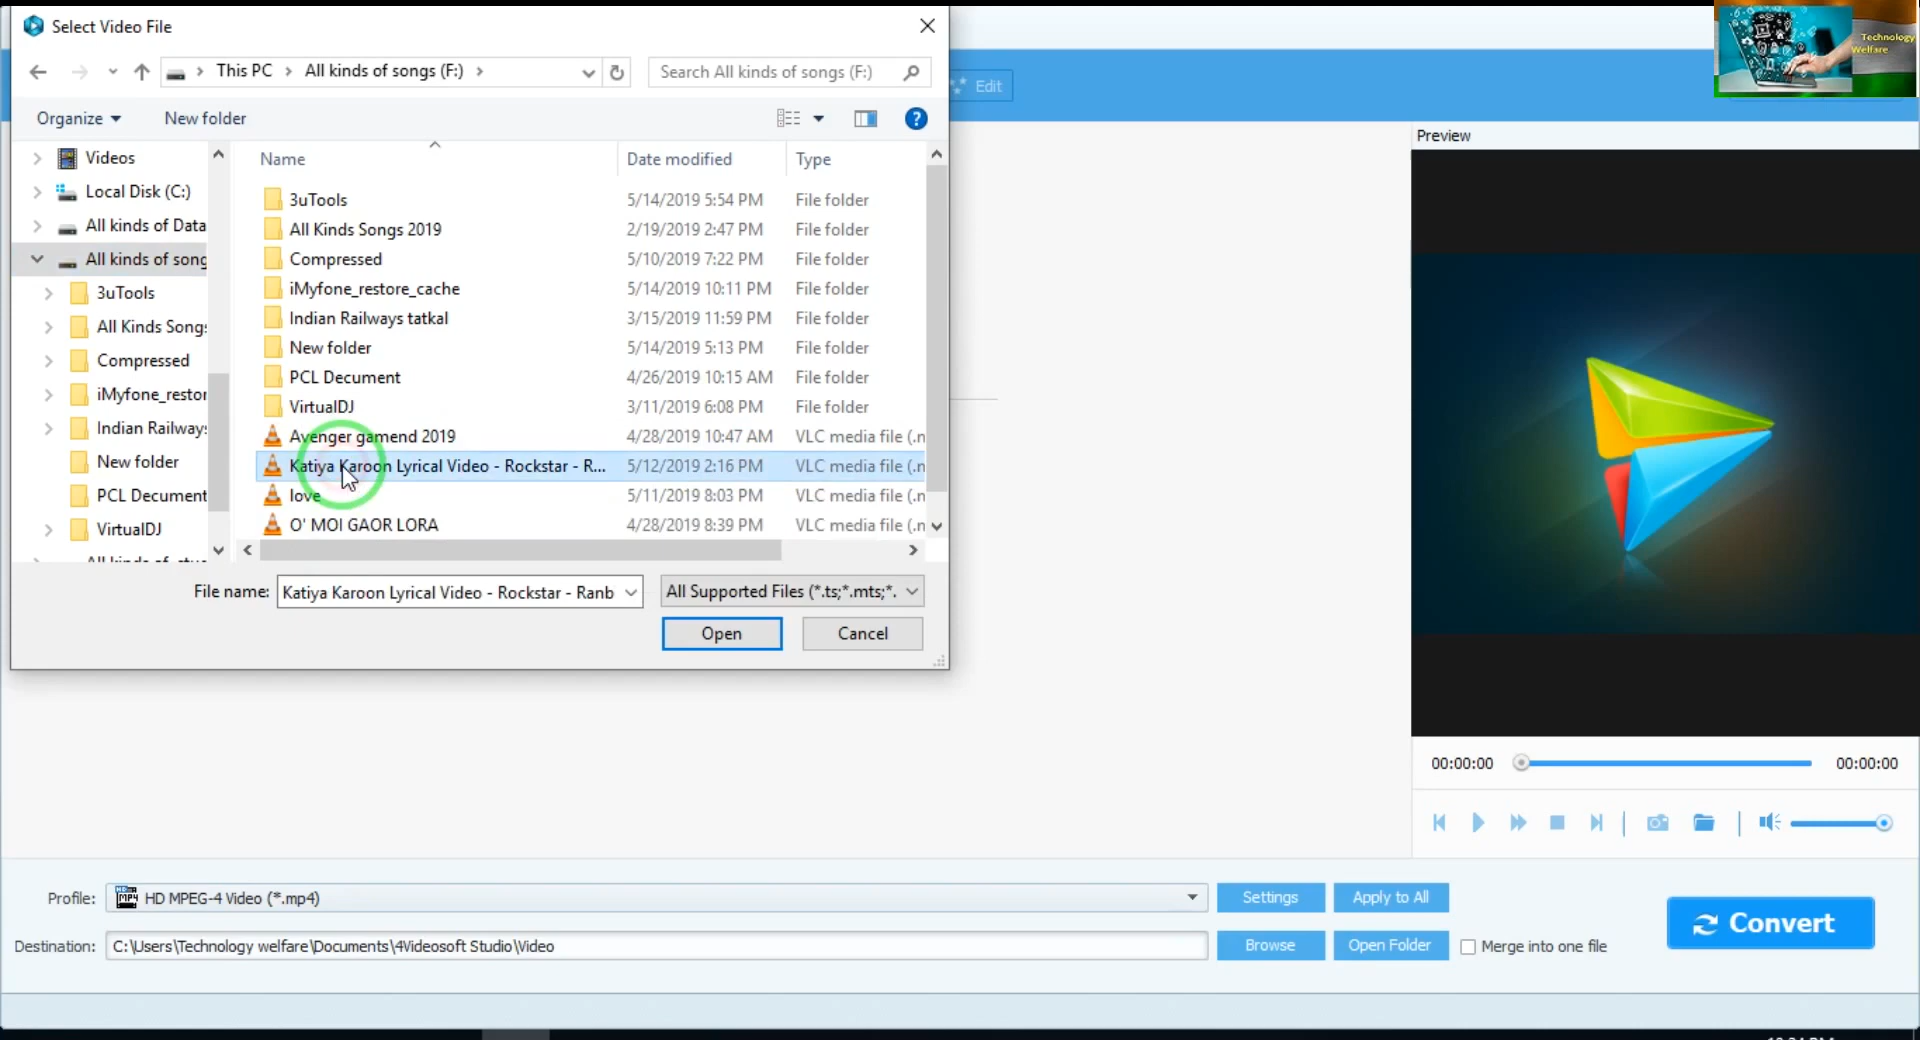 Select Video File
This PC > All kinds of songs (F:) >
Search All kinds of songs (F:)
Edit
Technology
Welfare
Organize
New folder
Preview
Videos
Local Disk (C:)
All kinds of Data
All kinds of song
3uTools
All Kinds Song
Compressed
iMyfone_restor
Indian Railway
New folder
PCL Decument
VirtualDJ
Name Date modified Type
3uTools 5/14/2019 5:54 PM File folder
All Kinds Songs 2019 2/19/2019 2:47 PM File folder
Compressed 5/10/2019 7:22 PM File folder
iMyfone_restore_cache 5/14/2019 10:11 PM File folder
Indian Railways tatkal 3/15/2019 11:59 PM File folder
New folder 5/14/2019 5:13 PM File folder
PCL Decument 4/26/2019 10:15 AM File folder
VirtualDJ 3/11/2019 6:08 PM File folder
Avenger gamend 2019 4/28/2019 10:47 AM VLC media file (.n
Katiya Karoon Lyrical Video - Rockstar - R... 5/12/2019 2:16 PM VLC media file (.n
love 5/11/2019 8:03 PM VLC media file (.n
O' MOI GAOR LORA 4/28/2019 8:39 PM VLC media file (.n
File name: Katiya Karoon Lyrical Video - Rockstar - Ranb
All Supported Files (*.ts;*.mts;*.
Open
Cancel
00:00:00
00:00:00
Profile: HD MPEG-4 Video (*.mp4)
Settings
Apply to All
Convert
Destination: C:\Users\Technology welfare\Documents\4Videosoft Studio\Video
Browse
Open Folder
Merge into one file